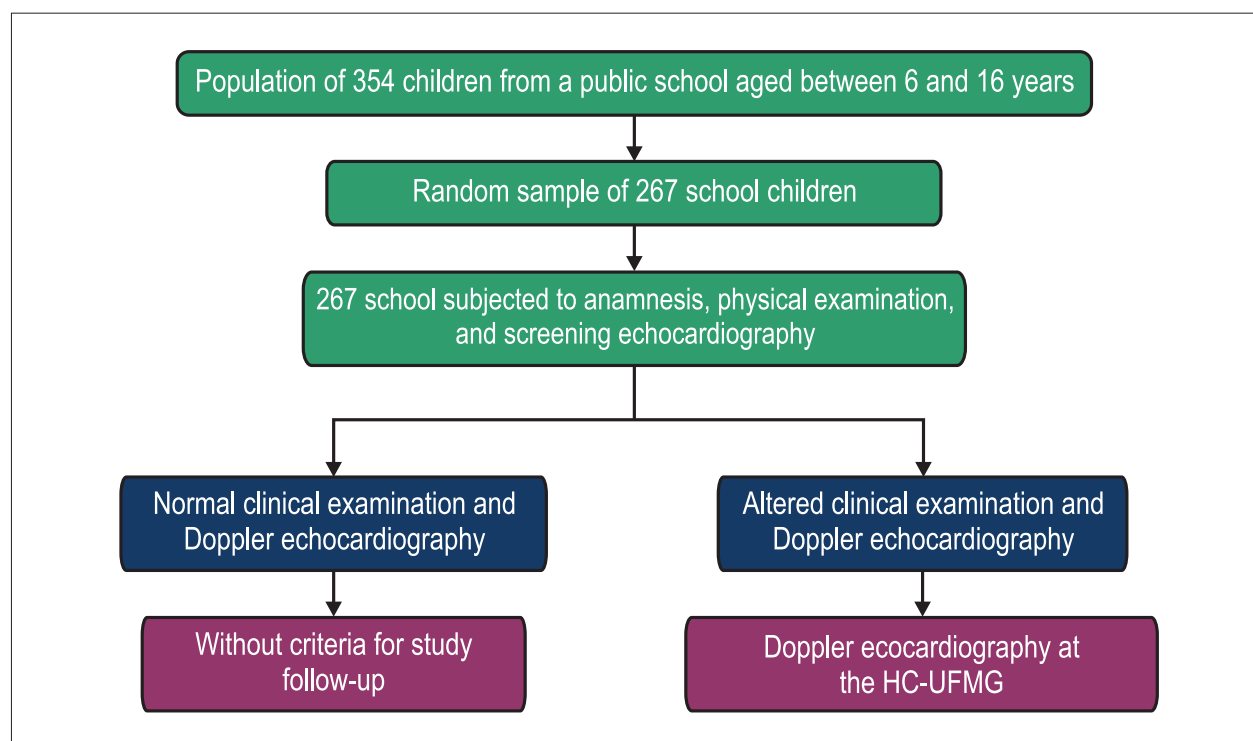 Population of 354 children from a public school aged between 6 and 16 years
Random sample of 267 school children
267 school subjected to anamnesis, physical examination,
and screening echocardiography
Normal clinical examination and
Doppler echocardiography
Altered clinical examination and
Doppler echocardiography
Without criteria for study
follow-up
Doppler ecocardiography at
the HC-UFMG